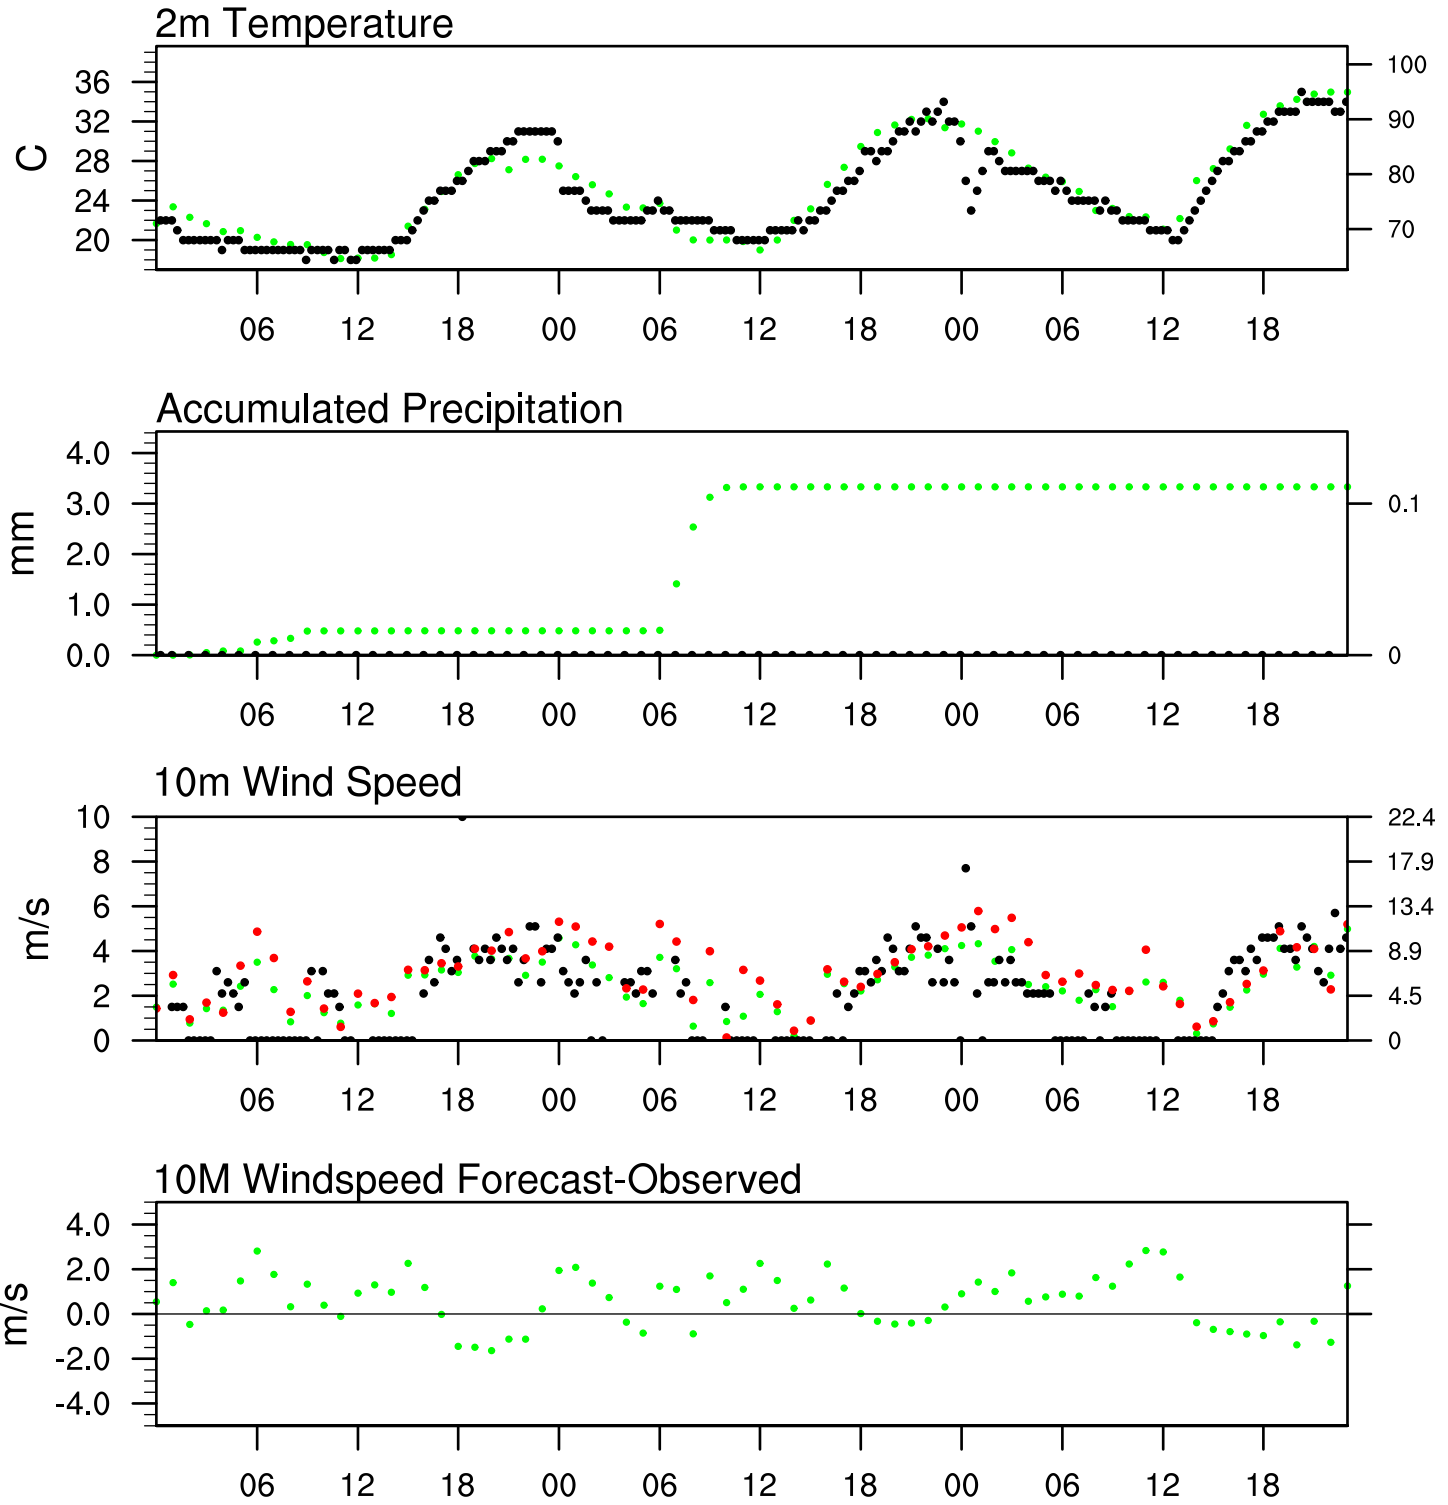 2m Temperature
36
32
28
24
20
C
100
90
80
70
06 12 18 00 06 12 18 00 06 12 18
Accumulated Precipitation
4.0
3.0
2.0
1.0
0.0
mm
0.1
0
06 12 18 00 06 12 18 00 06 12 18
10m Wind Speed
10
8
6
4
2
0
m/s
22.4
17.9
13.4
8.9
4.5
0
06 12 18 00 06 12 18 00 06 12 18
10M Windspeed Forecast-Observed
4.0
2.0
0.0
-2.0
-4.0
m/s
06 12 18 00 06 12 18 00 06 12 18